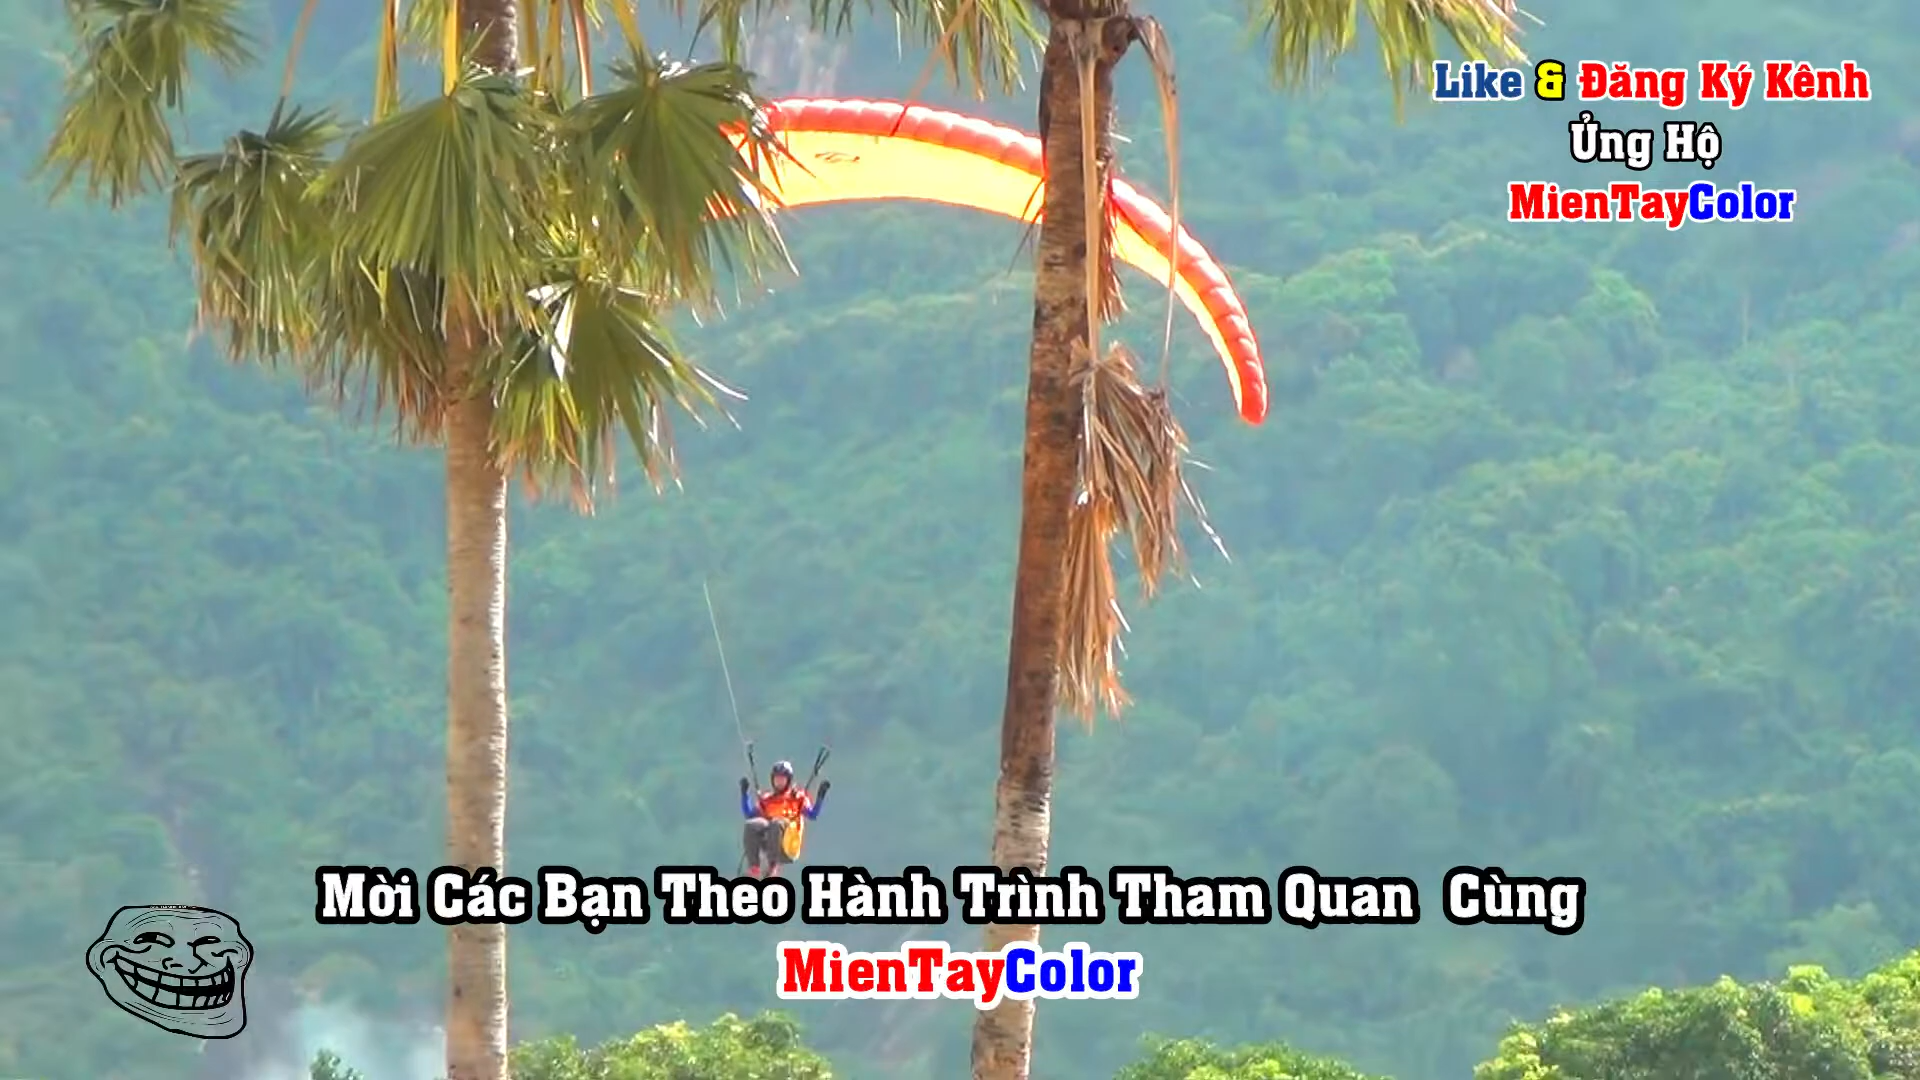 Like & Đăng Ký Kênh
Ủng Hộ
MienTayColor
Mời Các Bạn Theo Hành Trình Tham Quan Cùng
MienTayColor